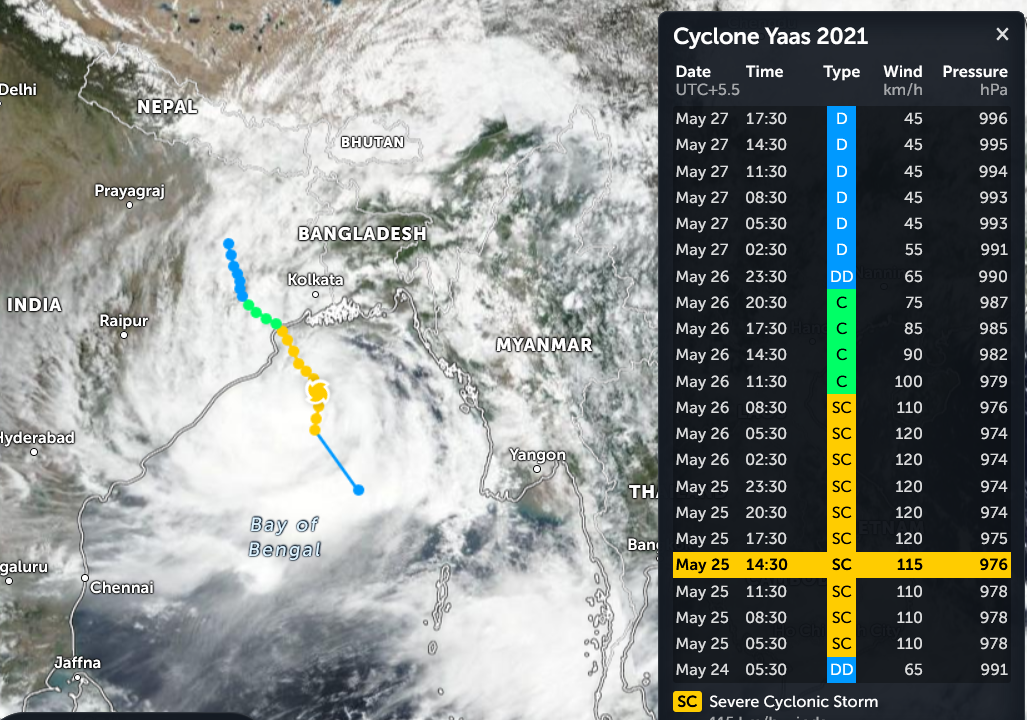 Delhi
NEPAL
BHUTAN
Prayagraj
BANGLADESH
Kolkata
INDIA
Raipur
MYANMAR
Hyderabad
Yangon
THA
Bay of
Bengal
Bang
galuru
Chennai
Jaffna
Cyclone Yaas 2021 ×
Date Time Type Wind Pressure
UTC+5.5 km/h hPa
May 27 17:30 D 45 996
May 27 14:30 D 45 995
May 27 11:30 D 45 994
May 27 08:30 D 45 993
May 27 05:30 D 45 993
May 27 02:30 D 55 991
May 26 23:30 DD 65 990
May 26 20:30 C 75 987
May 26 17:30 C 85 985
May 26 14:30 C 90 982
May 26 11:30 C 100 979
May 26 08:30 SC 110 976
May 26 05:30 SC 120 974
May 26 02:30 SC 120 974
May 25 23:30 SC 120 974
May 25 20:30 SC 120 974
May 25 17:30 SC 120 975
May 25 14:30 SC 115 976
May 25 11:30 SC 110 978
May 25 08:30 SC 110 978
May 25 05:30 SC 110 978
May 24 05:30 DD 65 991
SC Severe Cyclonic Storm